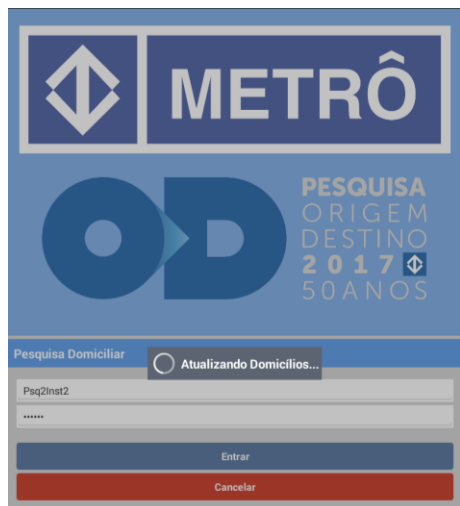 METRÔ
OD
PESQUISA
ORIGEM
DESTINO
2017
50ANOS
Pesquisa Domiciliar
Atualizando Domicílios...
Psq2Inst2
••••••
Entrar
Cancelar